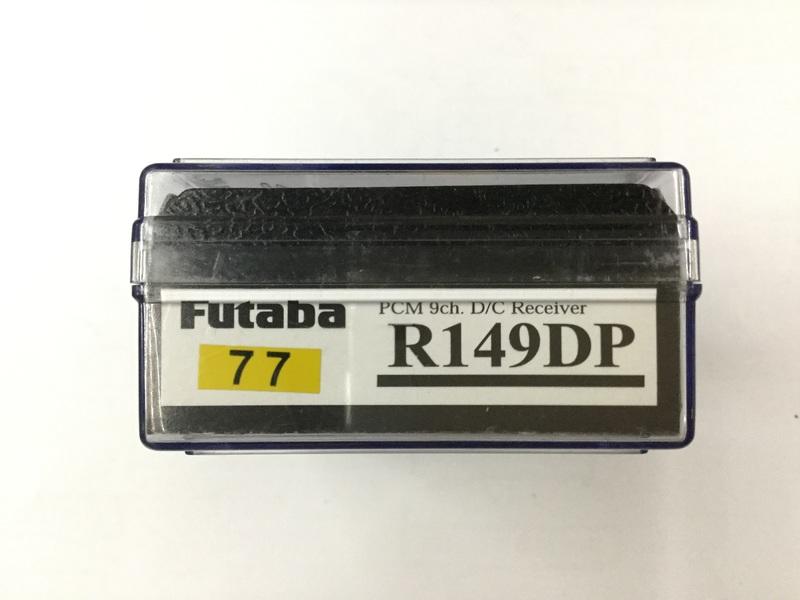 Futaba
77
PCM 9ch. D/C Receiver
R149DP